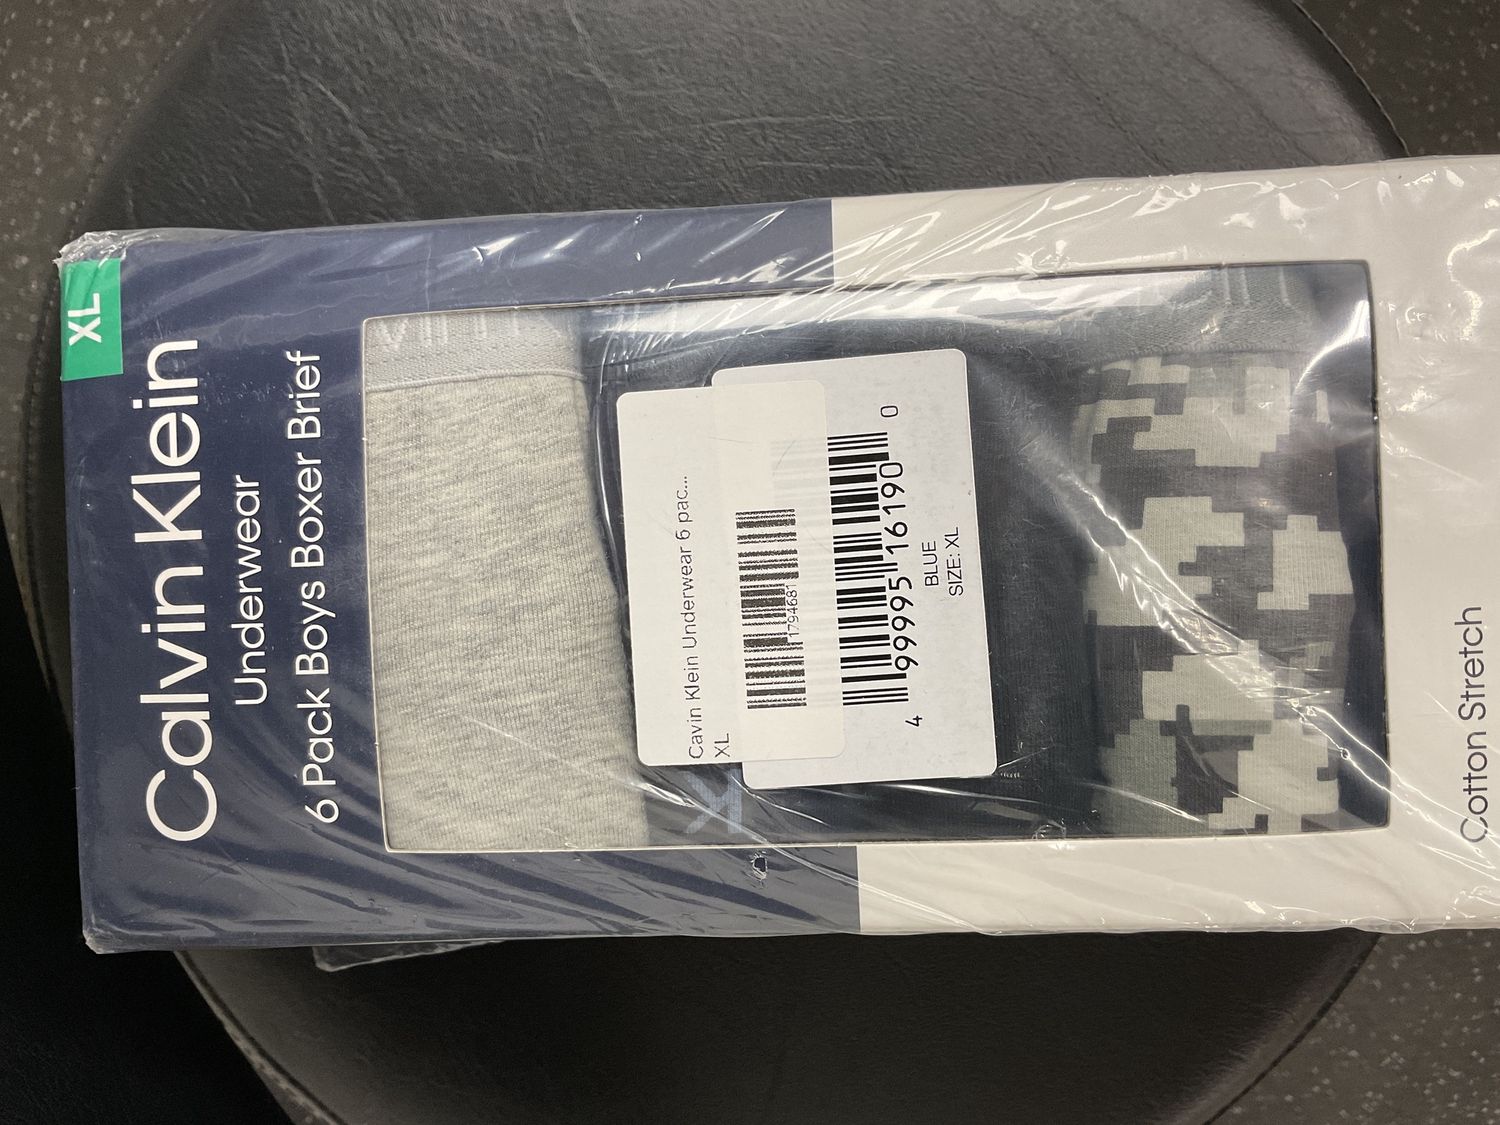 XL
Calvin Klein
Underwear
6 Pack Boys Boxer Brief
Cavin Klein Underwear 6 pac...
XL
1794681
4 99995 16190 0
BLUE
SIZE: XL
Cotton Stretch